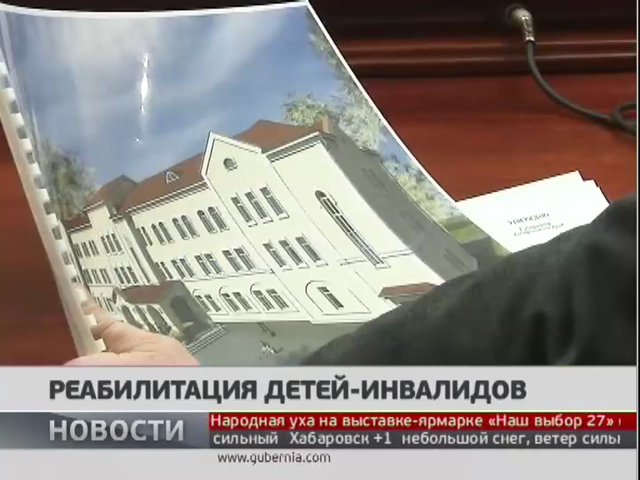 РЕАБИЛИТАЦИЯ ДЕТЕЙ-ИНВАЛИДОВ
НОВОСТИ
Народная уха на выставке-ярмарке «Наш выбор 27»
сильный Хабаровск +1 небольшой снег, ветер силы
www.gubernia.com